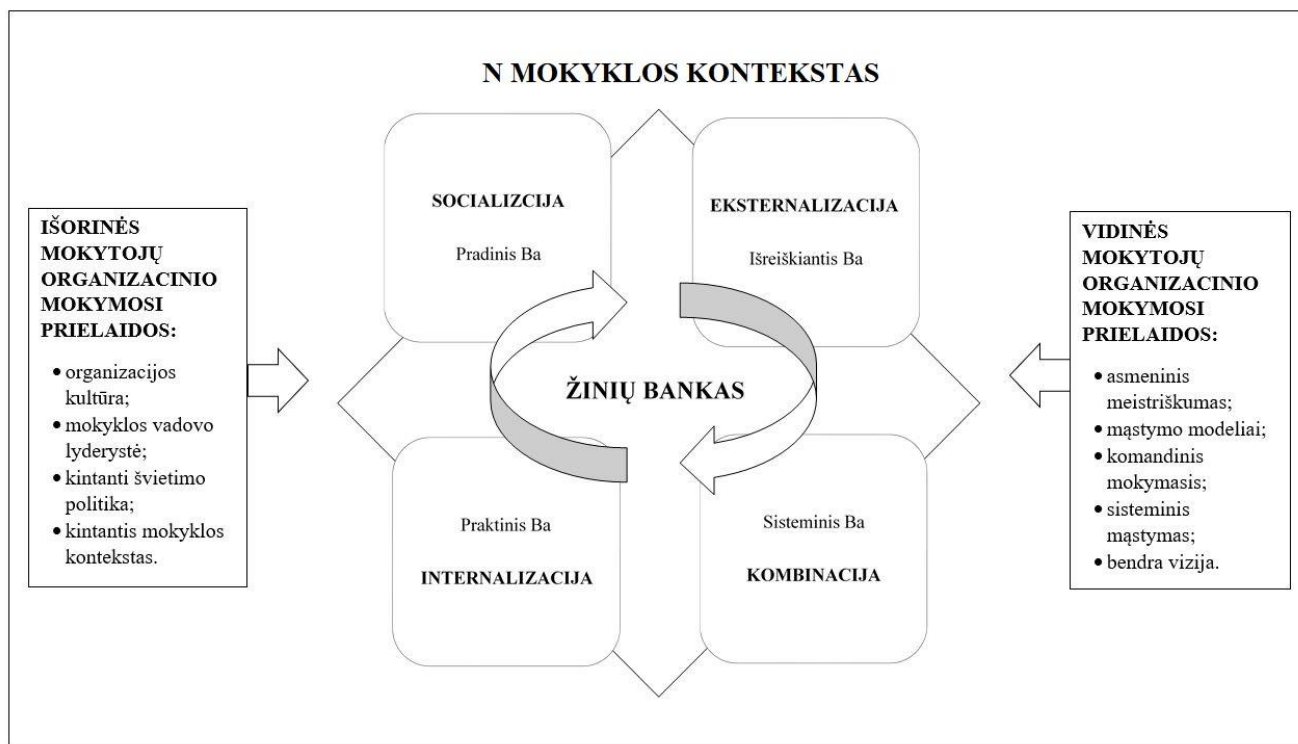 N MOKYKLOS KONTEKSTAS
SOCIALIZCIJA
Pradinis Ba
EKSTERNALIZACIJA
Išreiškiantis Ba
IŠORINĖS
MOKYTOJŲ
ORGANIZACINIO
MOKYMOSI
PRIELAIDOS:
• organizacijos
kultūra;
• mokyklos vadovo
lyderystė;
• kintanti švietimo
politika;
• kintantis mokyklos
kontekstas.
ŽINIŲ BANKAS
VIDINĖS
MOKYTOJŲ
ORGANIZACINIO
MOKYMOSI
PRIELAIDOS:
• asmeninis
meistriškumas;
• mąstymo modeliai;
• komandinis
mokymasis;
• sisteminis
mąstymas;
• bendra vizija.
Praktinis Ba
INTERNALIZACIJA
Sisteminis Ba
KOMBINACIJA